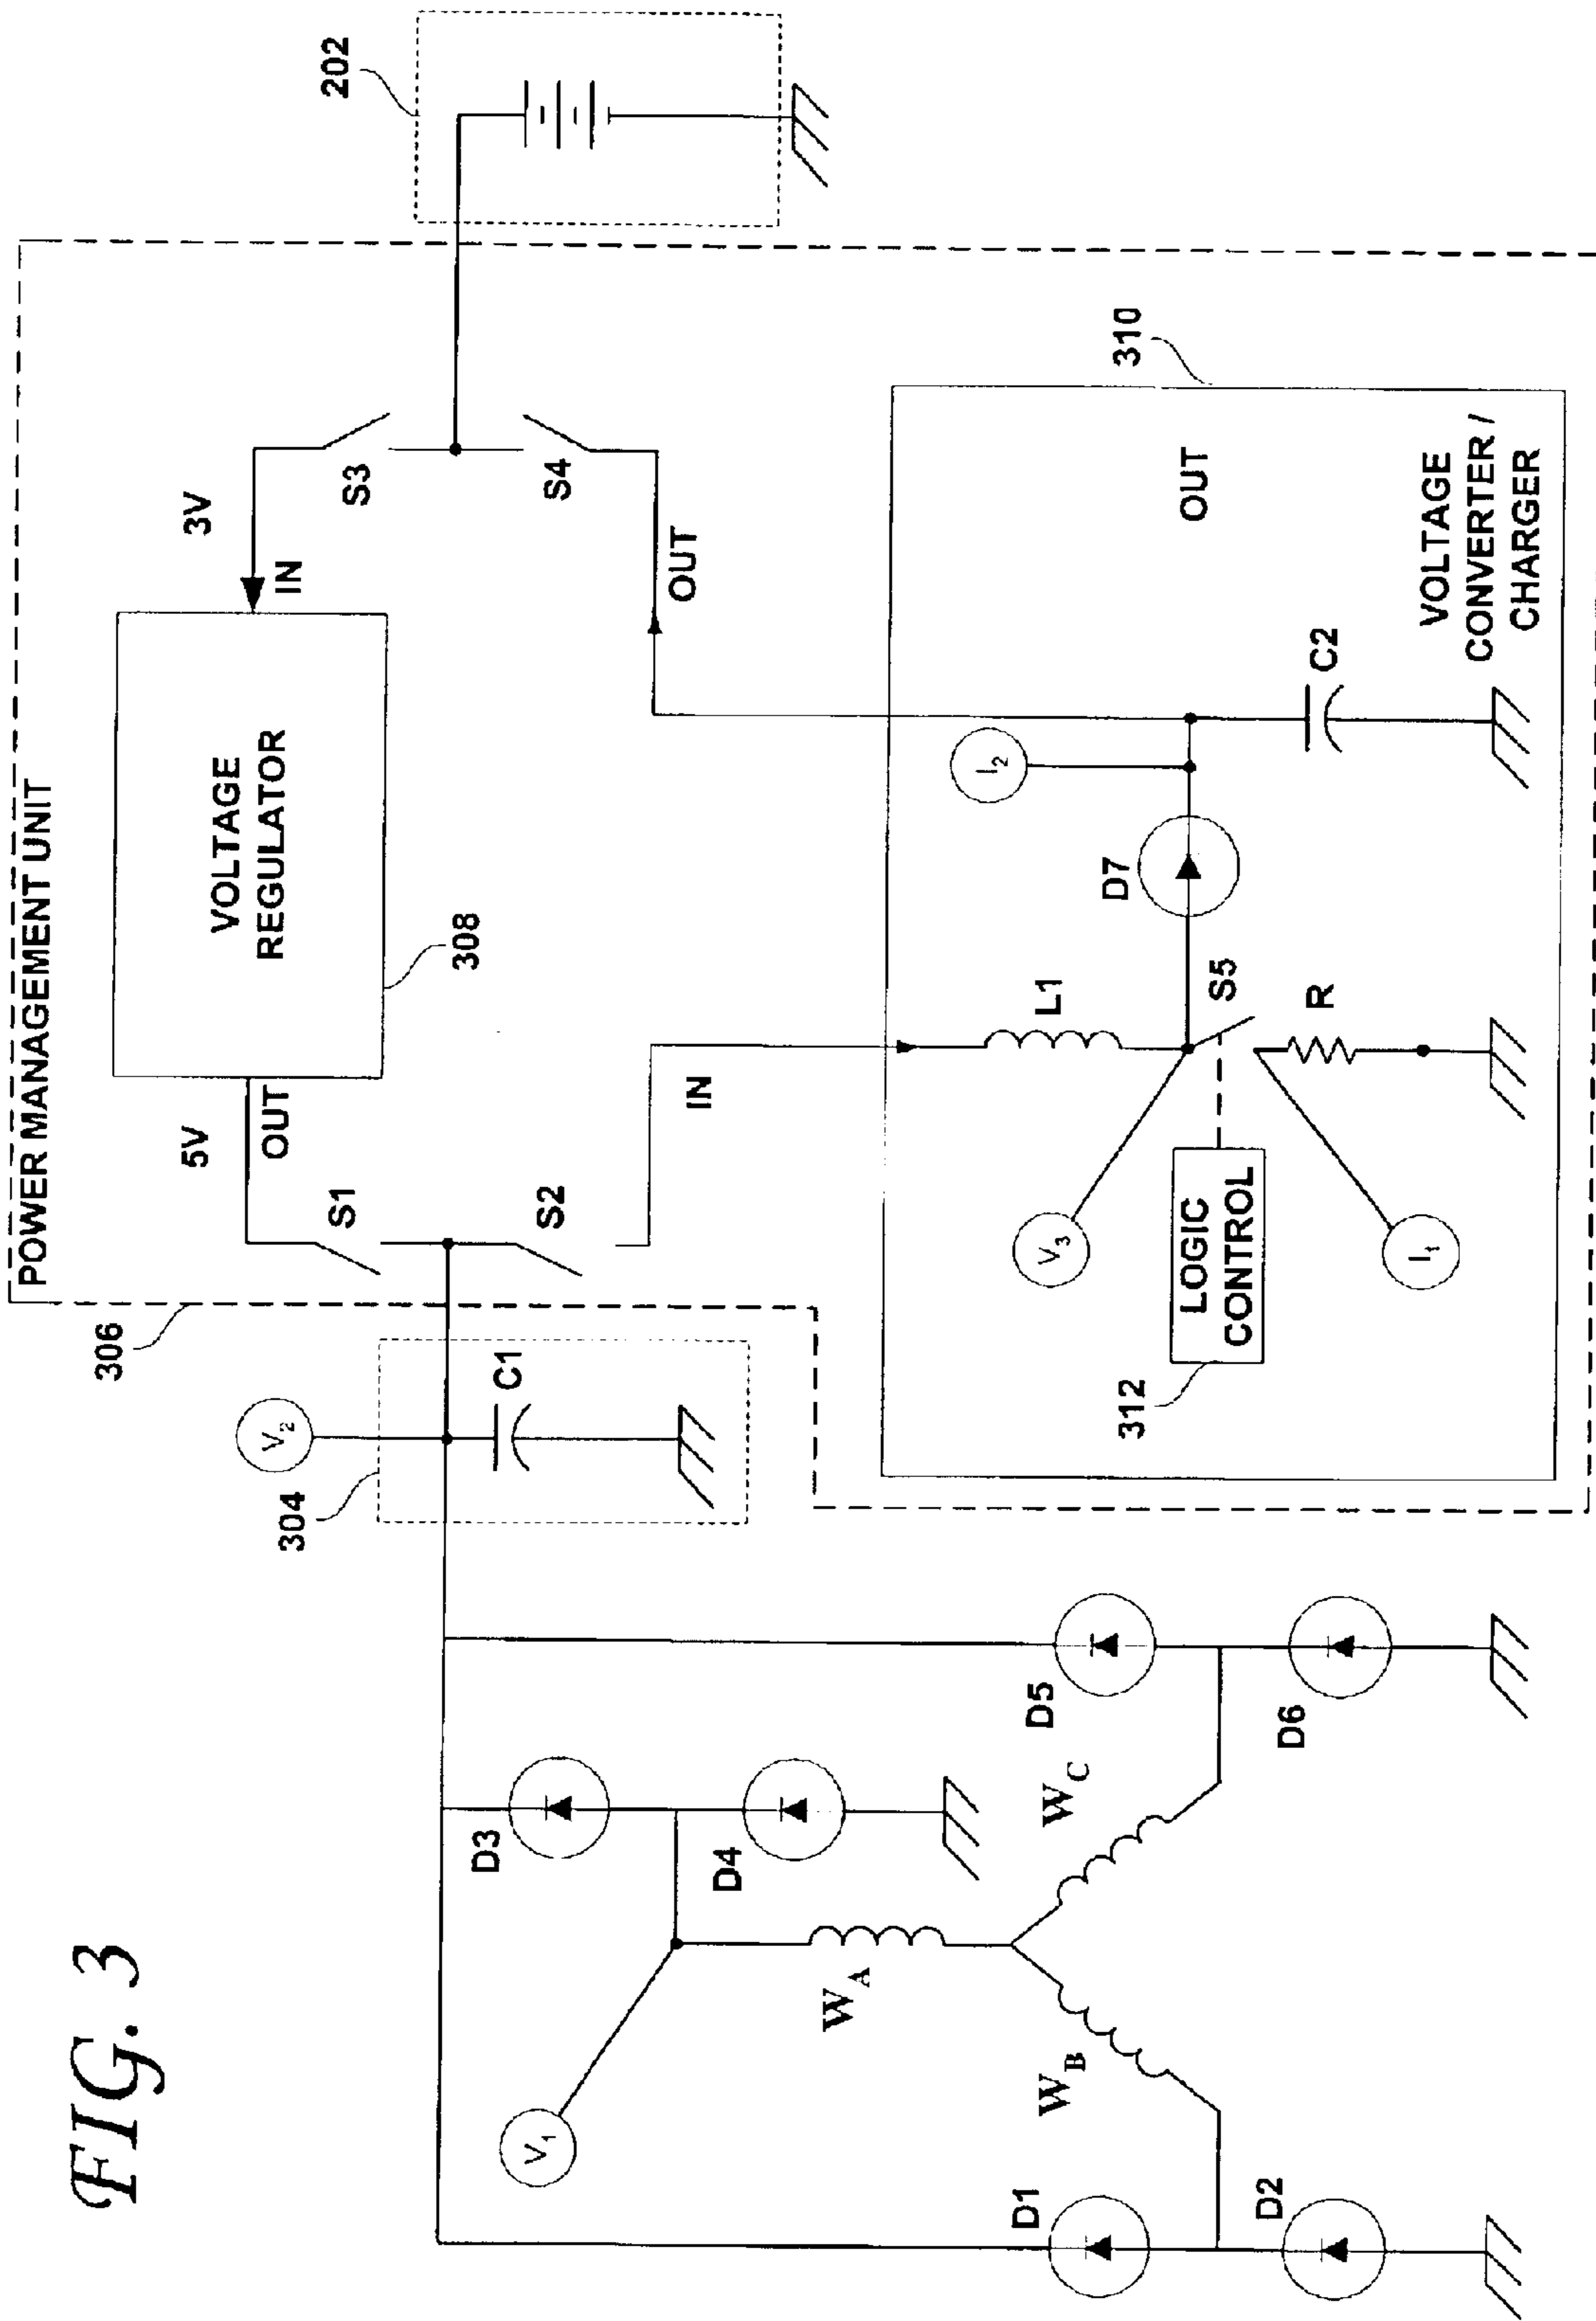 FIG. 3
POWER MANAGEMENT UNIT
306
5V
OUT
VOLTAGE
REGULATOR
308
3V
IN
202
S1
S2
S3
S4
V2
304
C1
IN
OUT
310
V1
D3
D4
WA
WB
WC
D1
D2
D5
D6
V3
L1
312
LOGIC
CONTROL
S5
I1
R
D7
I2
C2
OUT
VOLTAGE
CONVERTER /
CHARGER